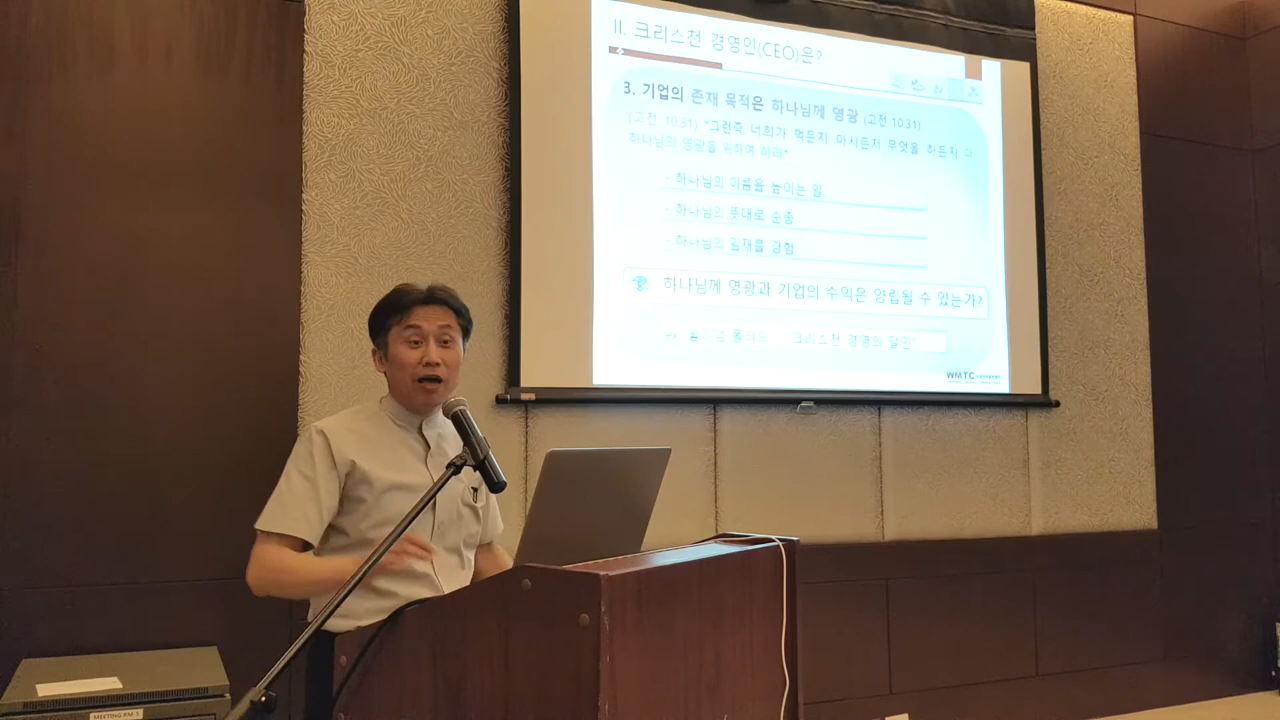 II. 크리스천 경영인(CEO)은?
3. 기업의 존재 목적은 하나님께 영광 (고전 10:31)
(고전 10:31) "그런즉 너희가 먹든지 마시든지 무엇을 하든지 다
하나님의 영광을 위하여 하라"
- 하나님의 이름을 높이는 일
- 하나님의 뜻대로 순종
- 하나님의 임재를 경험
하나님께 영광과 기업의 수익은 양립될 수 있는가?
크리스천 경영의 달인"
WMTC
MEETING RM-5